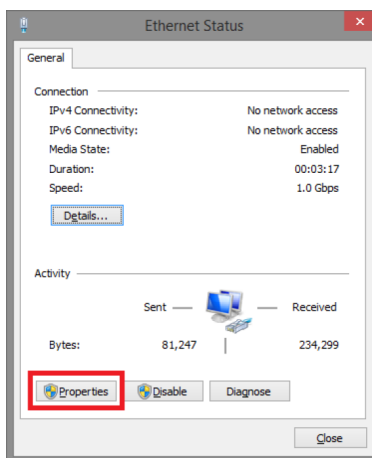 Ethernet Status
General
Connection
IPv4 Connectivity: No network access
IPv6 Connectivity: No network access
Media State: Enabled
Duration: 00:03:17
Speed: 1.0 Gbps
Details...
Activity
Sent — Received
Bytes: 81,247 | 234,299
Properties Disable Diagnose
Close